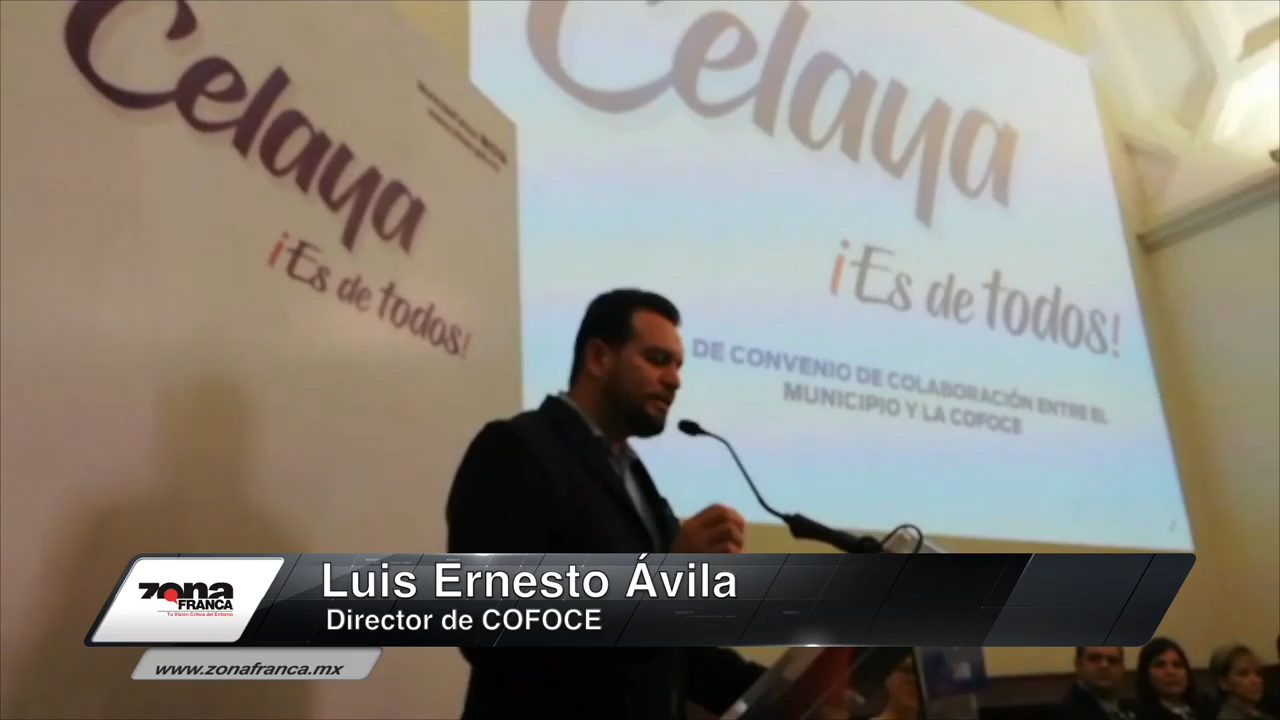 Celaya
¡Es de todos!
Celaya
¡Es de todos!
DE CONVENIO DE COLABORACIÓN ENTRE EL
MUNICIPIO Y LA COFOCE
Luis Ernesto Ávila
Director de COFOCE
ZONA
FRANCA
Tu Visión Crítica del Entorno
www.zonafranca.mx